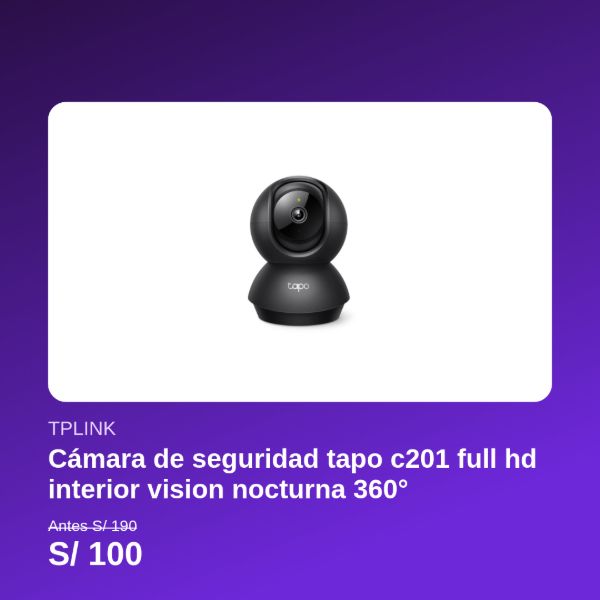 tapo
TPLINK
Cámara de seguridad tapo c201 full hd
interior vision nocturna 360°
Antes S/ 190
S/ 100